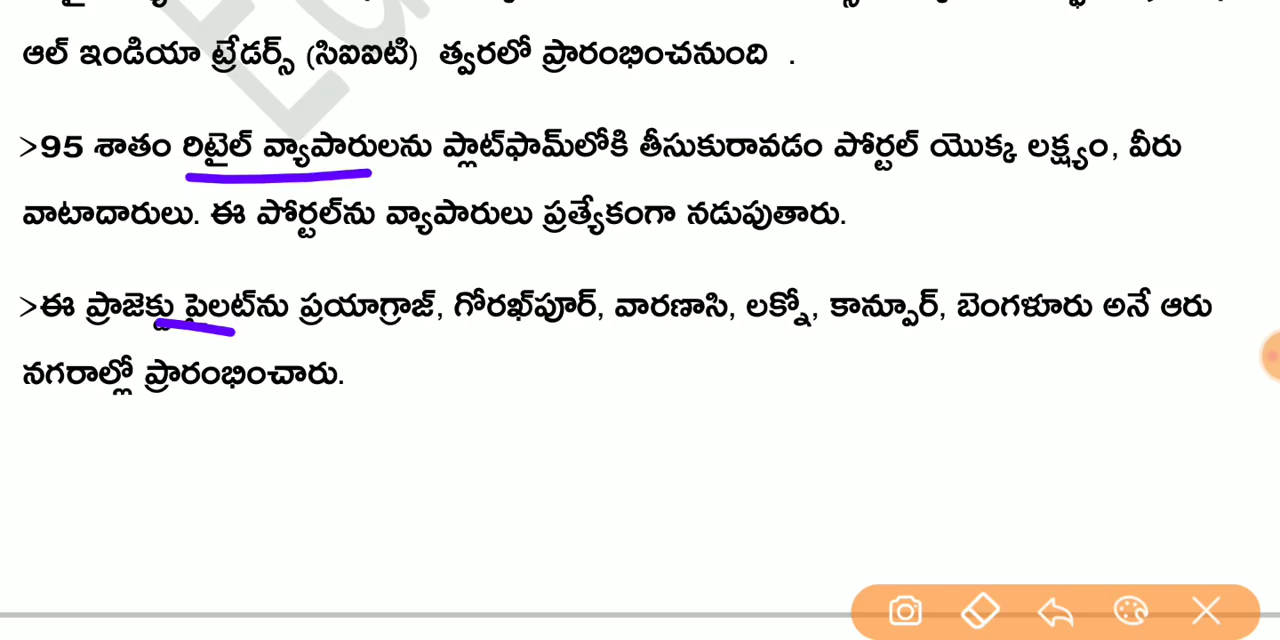 ఆల్ ఇండియా ట్రేడర్స్ (సిఐఐటి) త్వరలో ప్రారంభించనుంది .
>95 శాతం రిటైల్ వ్యాపారులను ప్లాట్‌ఫామ్‌లోకి తీసుకురావడం పోర్టల్ యొక్క లక్ష్యం, వీరు
వాటాదారులు. ఈ పోర్టల్‌ను వ్యాపారులు ప్రత్యేకంగా నడుపుతారు.
>ఈ ప్రాజెక్టు పైలట్‌ను ప్రయాగ్రాజ్, గోరఖ్‌పూర్, వారణాసి, లక్నో, కాన్పూర్, బెంగళూరు అనే ఆరు
నగరాల్లో ప్రారంభించారు.